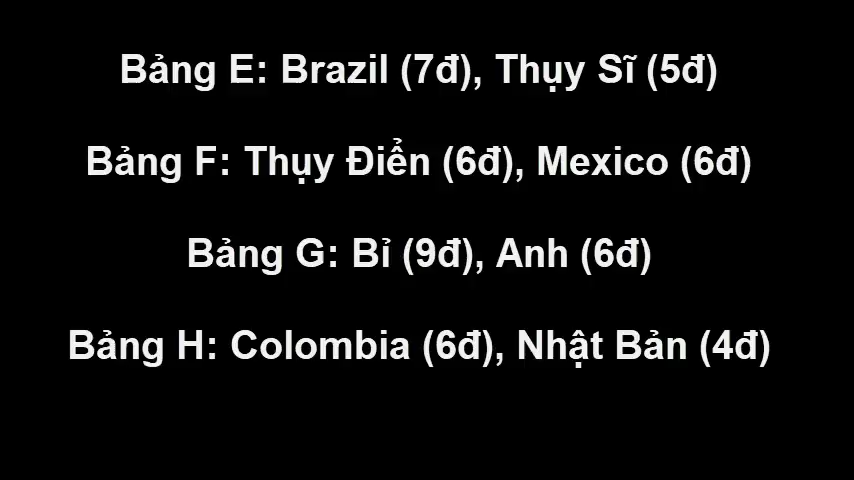 Bảng E: Brazil (7đ), Thụy Sĩ (5đ)
Bảng F: Thụy Điển (6đ), Mexico (6đ)
Bảng G: Bỉ (9đ), Anh (6đ)
Bảng H: Colombia (6đ), Nhật Bản (4đ)